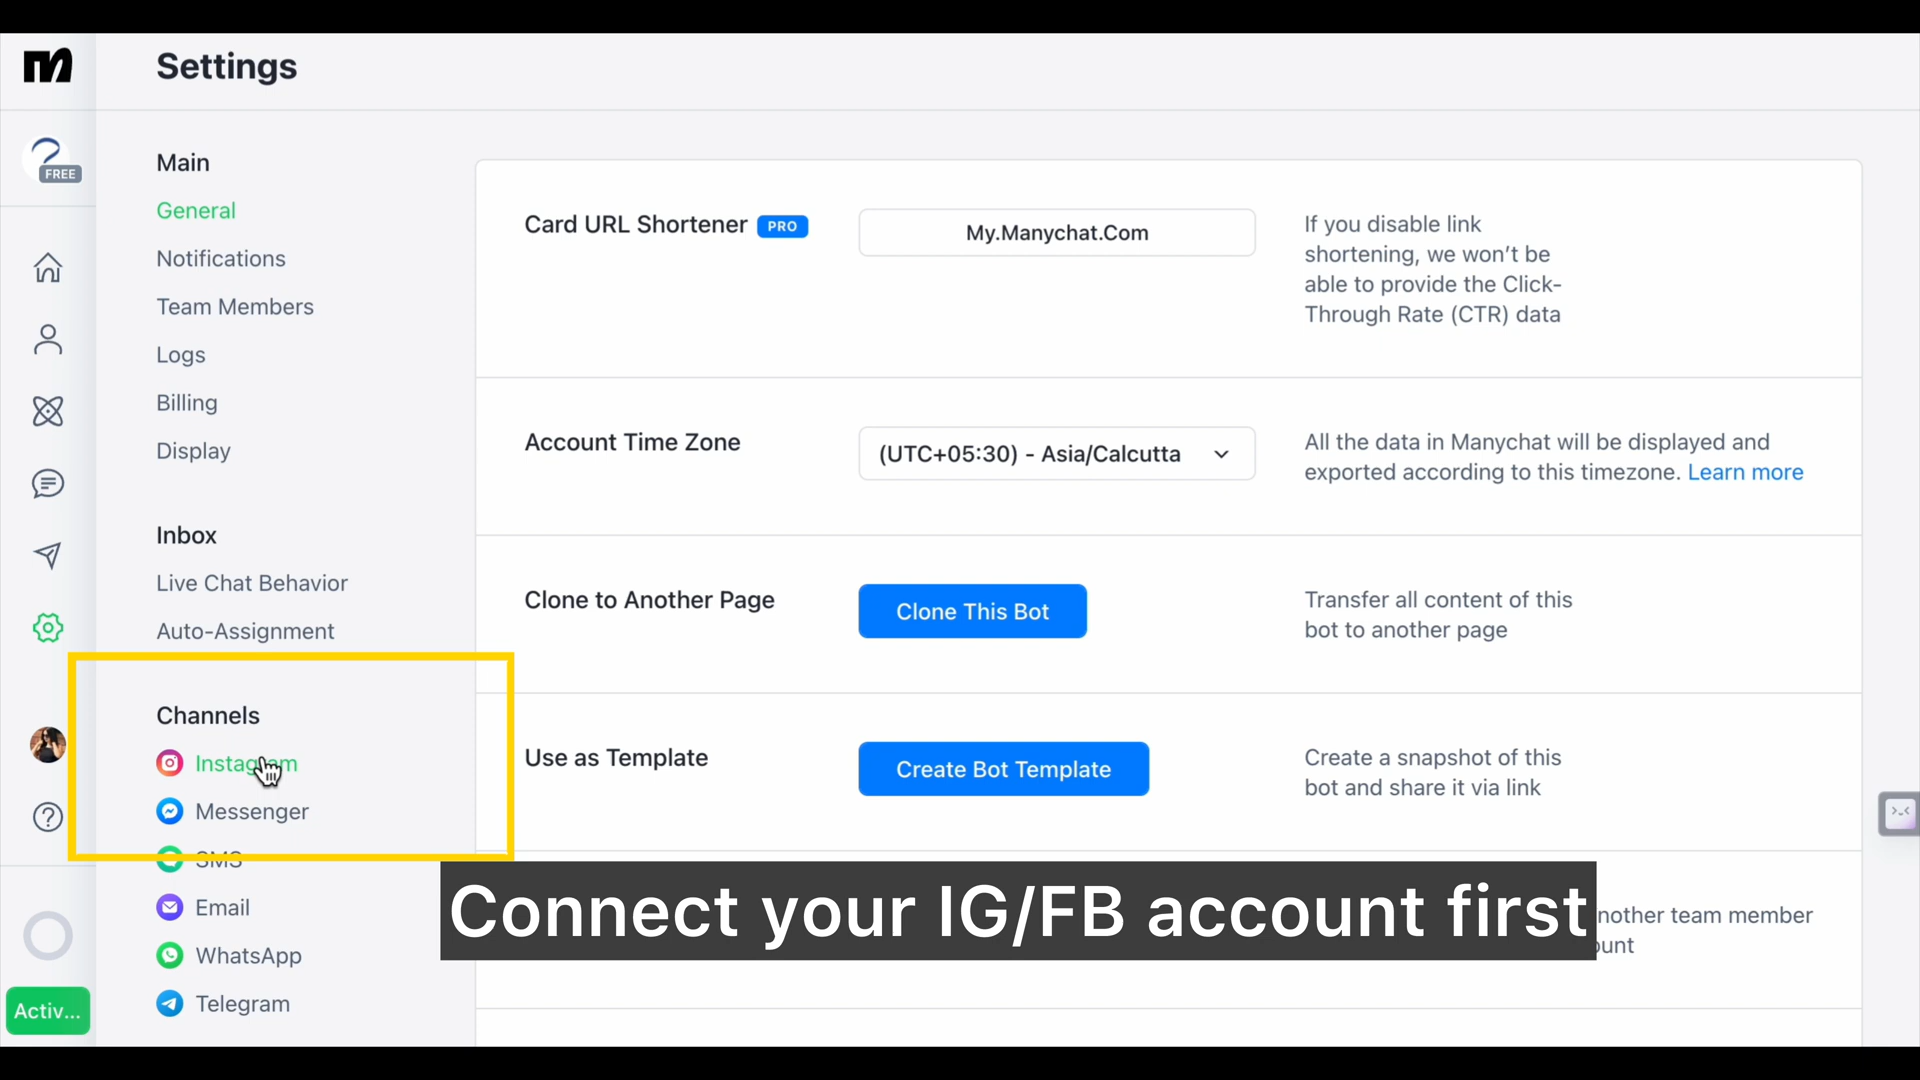 Settings
FREE
Activ...
Main
General
Notifications
Team Members
Logs
Billing
Display
Inbox
Live Chat Behavior
Auto-Assignment
Channels
Instagram
Messenger
SMS
Email
WhatsApp
Telegram
Card URL Shortener PRO
My.Manychat.Com
If you disable link
shortening, we won’t be
able to provide the Click-
Through Rate (CTR) data
Account Time Zone
(UTC+05:30) - Asia/Calcutta
All the data in Manychat will be displayed and
exported according to this timezone. Learn more
Clone to Another Page
Clone This Bot
Transfer all content of this
bot to another page
Use as Template
Create Bot Template
Create a snapshot of this
bot and share it via link
Connect your IG/FB account first
team member